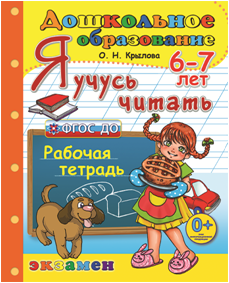 Дошкольное
образование
О. Н. Крылова
6–7
лет
Я учусь
читать
ФГОС ДО
Рабочая
тетрадь
0+
экзамен